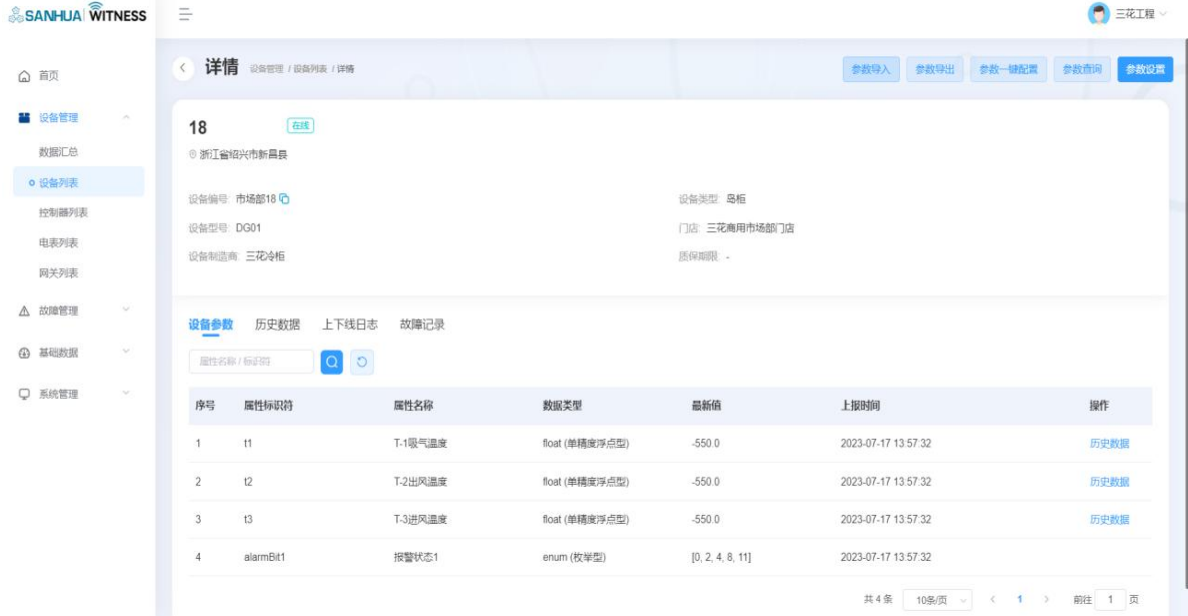 SANHUA WITNESS
三花工程
首页
设备管理
数据汇总
设备列表
控制器列表
电表列表
网关列表
故障管理
基础数据
系统管理
详情 设备管理 / 设备列表 / 详情
参数导入 参数导出 参数一键配置 参数查询 参数设置
18 在线
浙江省绍兴市新昌县
设备编号: 市场部18 设备类型: 岛柜
设备型号: DG01 门店: 三花商用市场部门店
设备制造商: 三花冷柜 质保期限: -
设备参数 历史数据 上下线日志 故障记录
属性名称 / 标识符
序号 属性标识符 属性名称 数据类型 最新值 上报时间 操作
1 t1 T-1吸气温度 float (单精度浮点型) -550.0 2023-07-17 13:57:32 历史数据
2 t2 T-2出风温度 float (单精度浮点型) -550.0 2023-07-17 13:57:32 历史数据
3 t3 T-3进风温度 float (单精度浮点型) -550.0 2023-07-17 13:57:32 历史数据
4 alarmBit1 报警状态1 enum (枚举型) [0, 2, 4, 8, 11] 2023-07-17 13:57:32
共 4 条 10条/页 1 前往 1 页